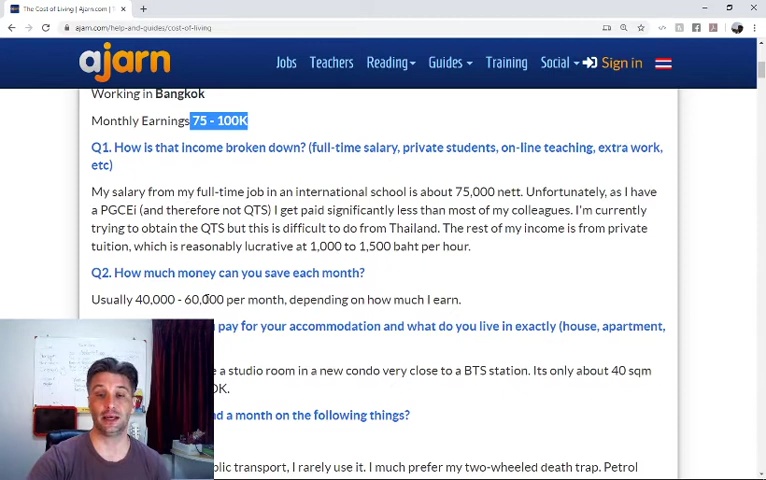 The Cost of Living | Ajarn.com | T
ajarn.com/help-and-guides/cost-of-living
ajarn
Jobs Teachers Reading Guides Training Social Sign in
Working in Bangkok
Monthly Earnings 75 - 100K
Q1. How is that income broken down? (full-time salary, private students, on-line teaching, extra work,
etc)
My salary from my full-time job in an international school is about 75,000 nett. Unfortunately, as I have
a PGCEi (and therefore not QTS) I get paid significantly less than most of my colleagues. I'm currently
trying to obtain the QTS but this is difficult to do from Thailand. The rest of my income is from private
tuition, which is reasonably lucrative at 1,000 to 1,500 baht per hour.
Q2. How much money can you save each month?
Usually 40,000 - 60,000 per month, depending on how much I earn.
pay for your accommodation and what do you live in exactly (house, apartment,
e a studio room in a new condo very close to a BTS station. Its only about 40 sqm
OK.
nd a month on the following things?
blic transport, I rarely use it. I much prefer my two-wheeled death trap. Petrol